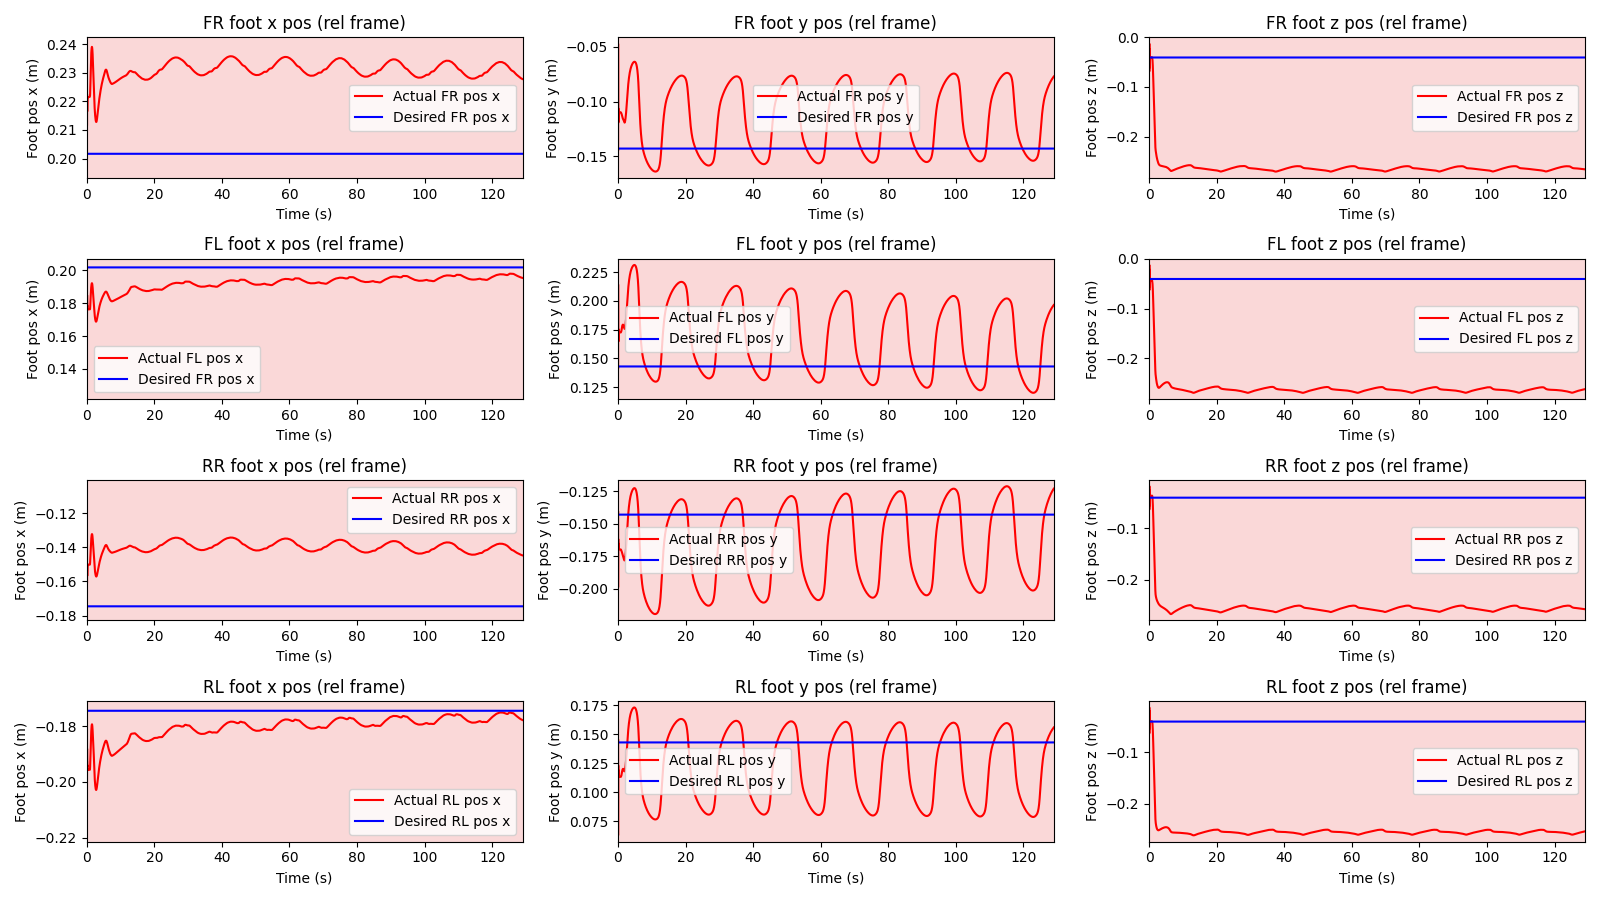 FR foot x pos (rel frame)
Foot pos x (m)
0.24
0.23
0.22
0.21
0.20
Actual FR pos x
Desired FR pos x
0 20 40 60 80 100 120
Time (s)
FR foot y pos (rel frame)
Foot pos y (m)
−0.05
−0.10
−0.15
Actual FR pos y
Desired FR pos y
0 20 40 60 80 100 120
Time (s)
FR foot z pos (rel frame)
Foot pos z (m)
0.0
−0.1
−0.2
Actual FR pos z
Desired FR pos z
0 20 40 60 80 100 120
Time (s)
FL foot x pos (rel frame)
Foot pos x (m)
0.20
0.18
0.16
0.14
Actual FL pos x
Desired FR pos x
0 20 40 60 80 100 120
Time (s)
FL foot y pos (rel frame)
Foot pos y (m)
0.225
0.200
0.175
0.150
0.125
Actual FL pos y
Desired FL pos y
0 20 40 60 80 100 120
Time (s)
FL foot z pos (rel frame)
Foot pos z (m)
0.0
−0.1
−0.2
Actual FL pos z
Desired FL pos z
0 20 40 60 80 100 120
Time (s)
RR foot x pos (rel frame)
Foot pos x (m)
−0.12
−0.14
−0.16
−0.18
Actual RR pos x
Desired RR pos x
0 20 40 60 80 100 120
Time (s)
RR foot y pos (rel frame)
Foot pos y (m)
−0.125
−0.150
−0.175
−0.200
Actual RR pos y
Desired RR pos y
0 20 40 60 80 100 120
Time (s)
RR foot z pos (rel frame)
Foot pos z (m)
−0.1
−0.2
Actual RR pos z
Desired RR pos z
0 20 40 60 80 100 120
Time (s)
RL foot x pos (rel frame)
Foot pos x (m)
−0.18
−0.20
−0.22
Actual RL pos x
Desired RL pos x
0 20 40 60 80 100 120
Time (s)
RL foot y pos (rel frame)
Foot pos y (m)
0.175
0.150
0.125
0.100
0.075
Actual RL pos y
Desired RL pos y
0 20 40 60 80 100 120
Time (s)
RL foot z pos (rel frame)
Foot pos z (m)
−0.1
−0.2
Actual RL pos z
Desired RL pos z
0 20 40 60 80 100 120
Time (s)